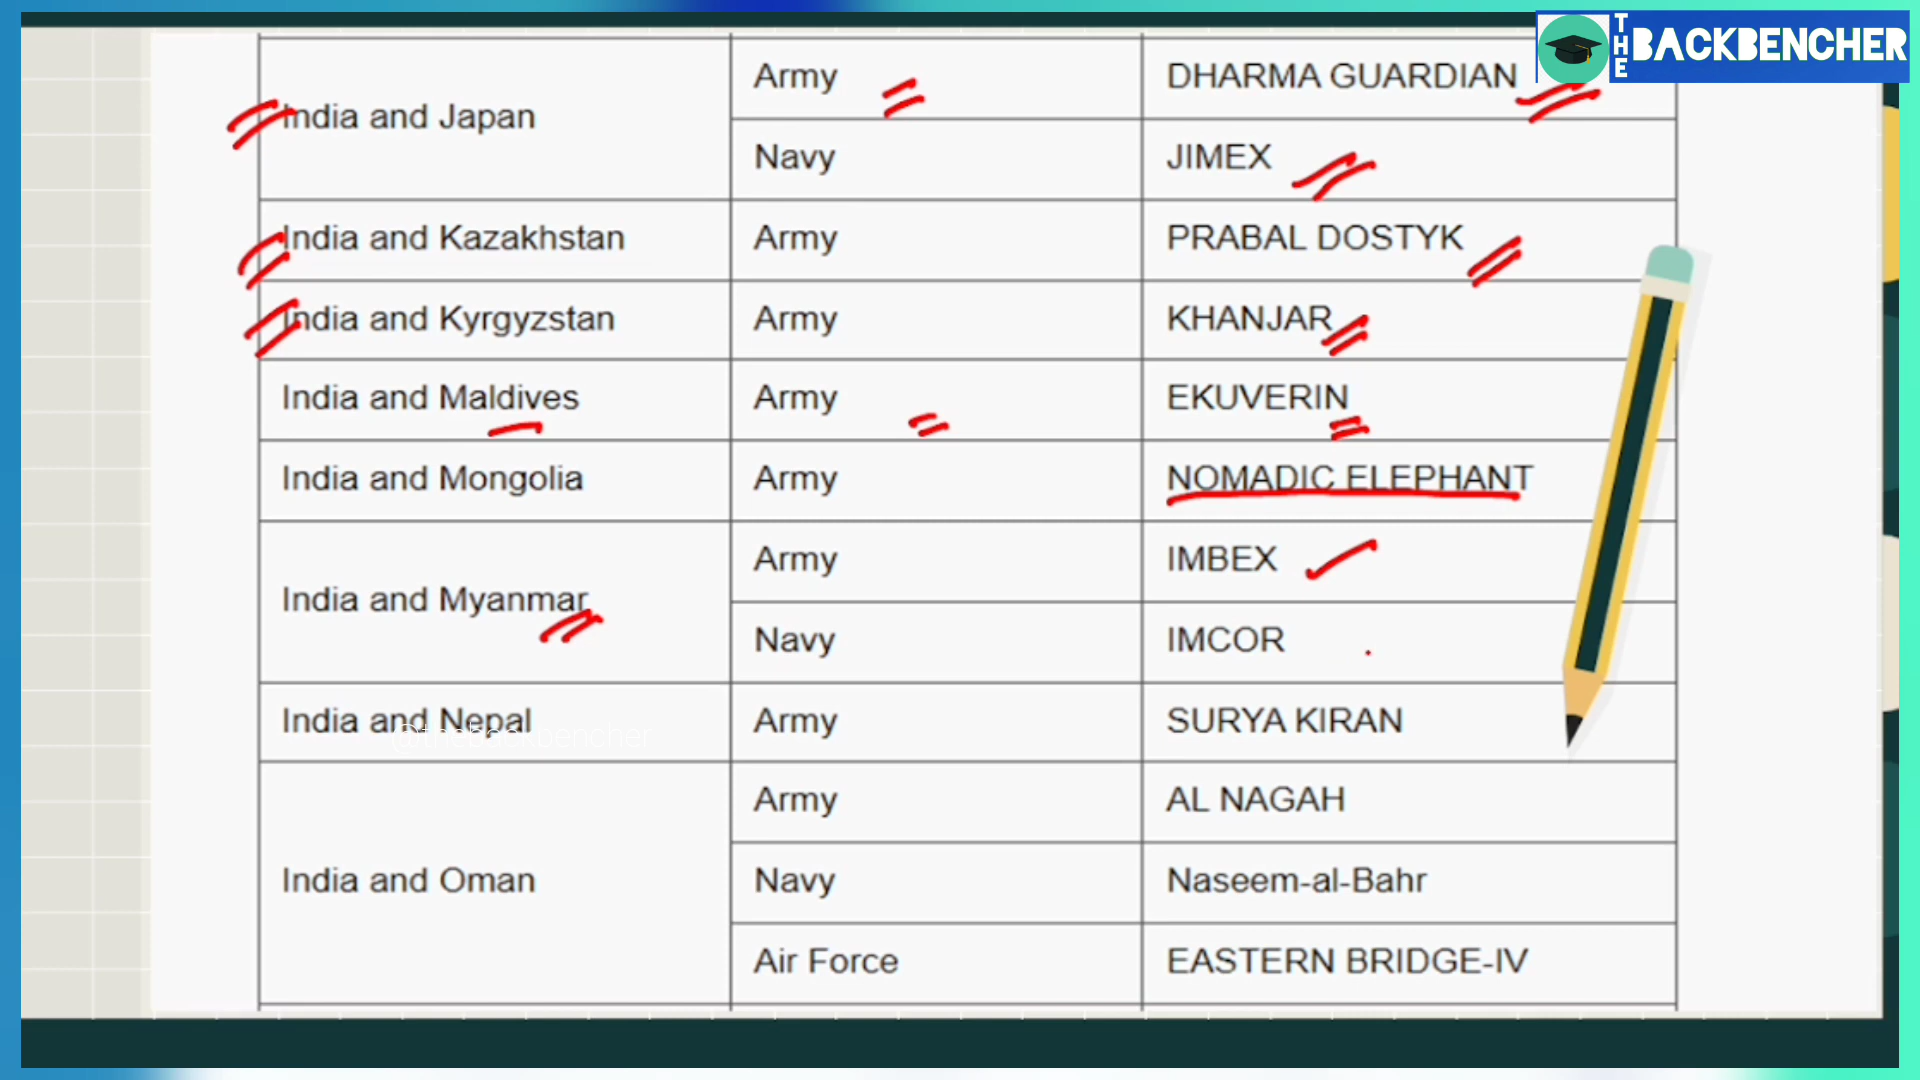 THE BACKBENCHER
India and Japan
Army
DHARMA GUARDIAN
Navy
JIMEX
India and Kazakhstan
Army
PRABAL DOSTYK
India and Kyrgyzstan
Army
KHANJAR
India and Maldives
Army
EKUVERIN
India and Mongolia
Army
NOMADIC ELEPHANT
India and Myanmar
Army
IMBEX
Navy
IMCOR
India and Nepal
Army
SURYA KIRAN
@thebackbencher
India and Oman
Army
AL NAGAH
Navy
Naseem-al-Bahr
Air Force
EASTERN BRIDGE-IV